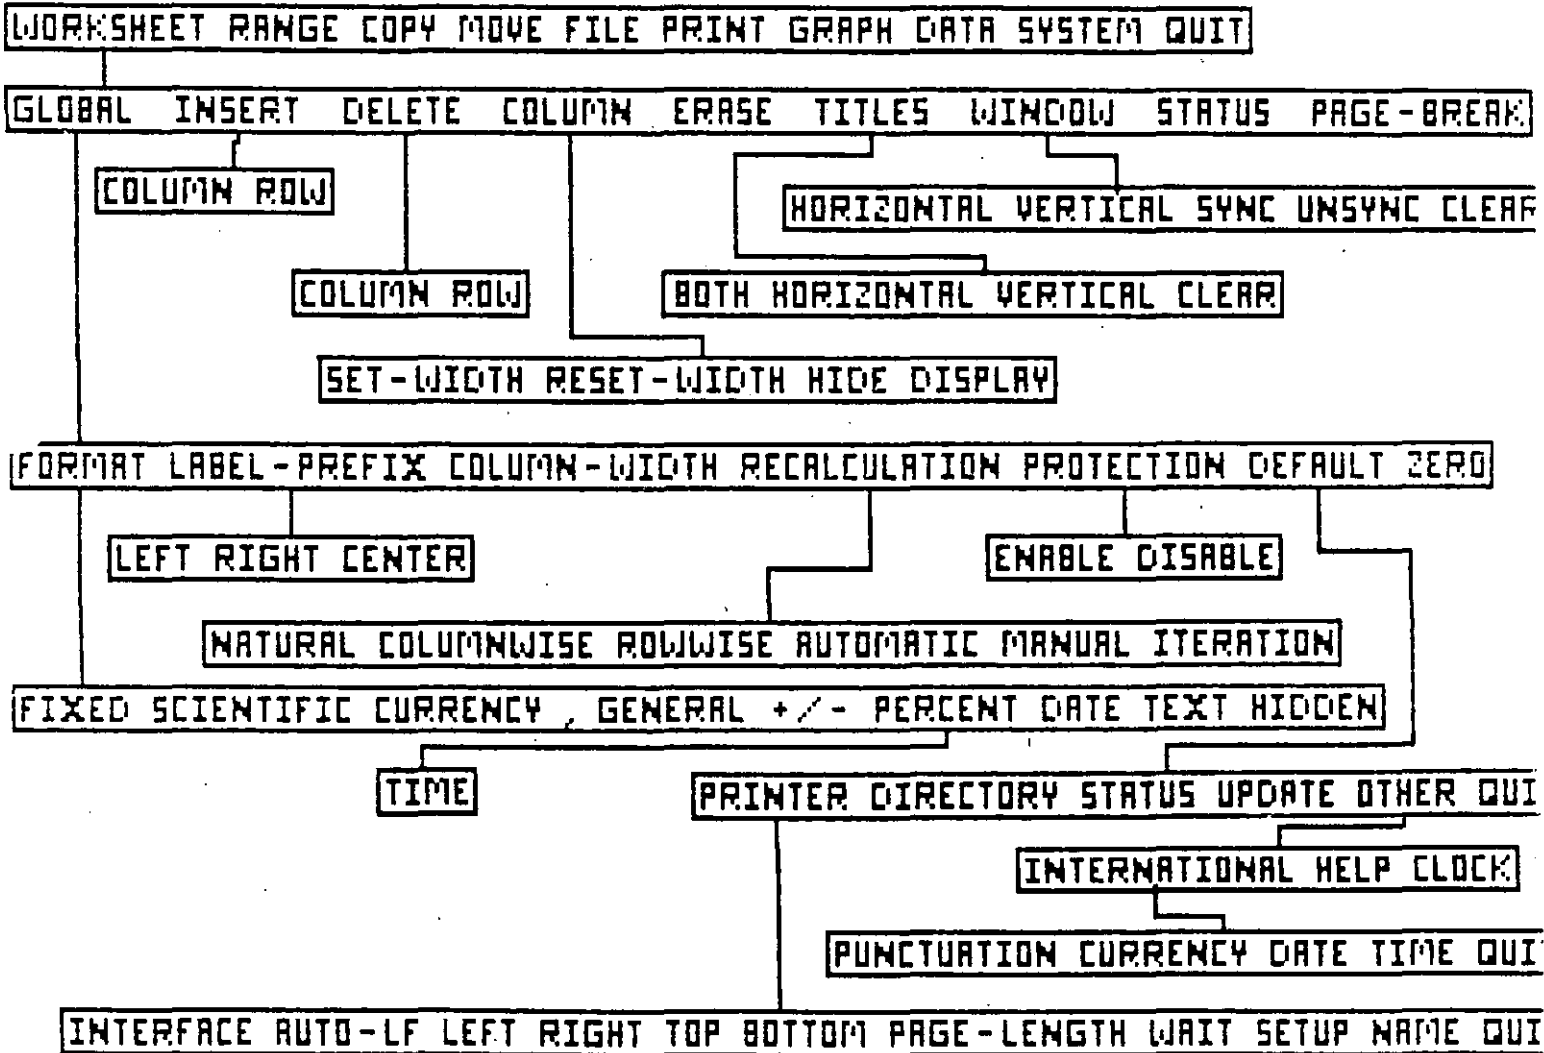 WORKSHEET RANGE COPY MOVE FILE PRINT GRAPH DATA SYSTEM QUIT
GLOBAL INSERT DELETE COLUMN ERASE TITLES WINDOW STATUS PAGE-BREAK
COLUMN ROW
HORIZONTAL VERTICAL SYNC UNSYNC CLEAR
COLUMN ROW
BOTH HORIZONTAL VERTICAL CLEAR
SET-WIDTH RESET-WIDTH HIDE DISPLAY
FORMAT LABEL-PREFIX COLUMN-WIDTH RECALCULATION PROTECTION DEFAULT ZERO
LEFT RIGHT CENTER
ENABLE DISABLE
NATURAL COLUMNWISE ROWWISE AUTOMATIC MANUAL ITERATION
FIXED SCIENTIFIC CURRENCY , GENERAL +/- PERCENT DATE TEXT HIDDEN
TIME
PRINTER DIRECTORY STATUS UPDATE OTHER QUI
INTERNATIONAL HELP CLOCK
PUNCTUATION CURRENCY DATE TIME QUI
INTERFACE AUTO-LF LEFT RIGHT TOP BOTTOM PAGE-LENGTH WAIT SETUP NAME QUI